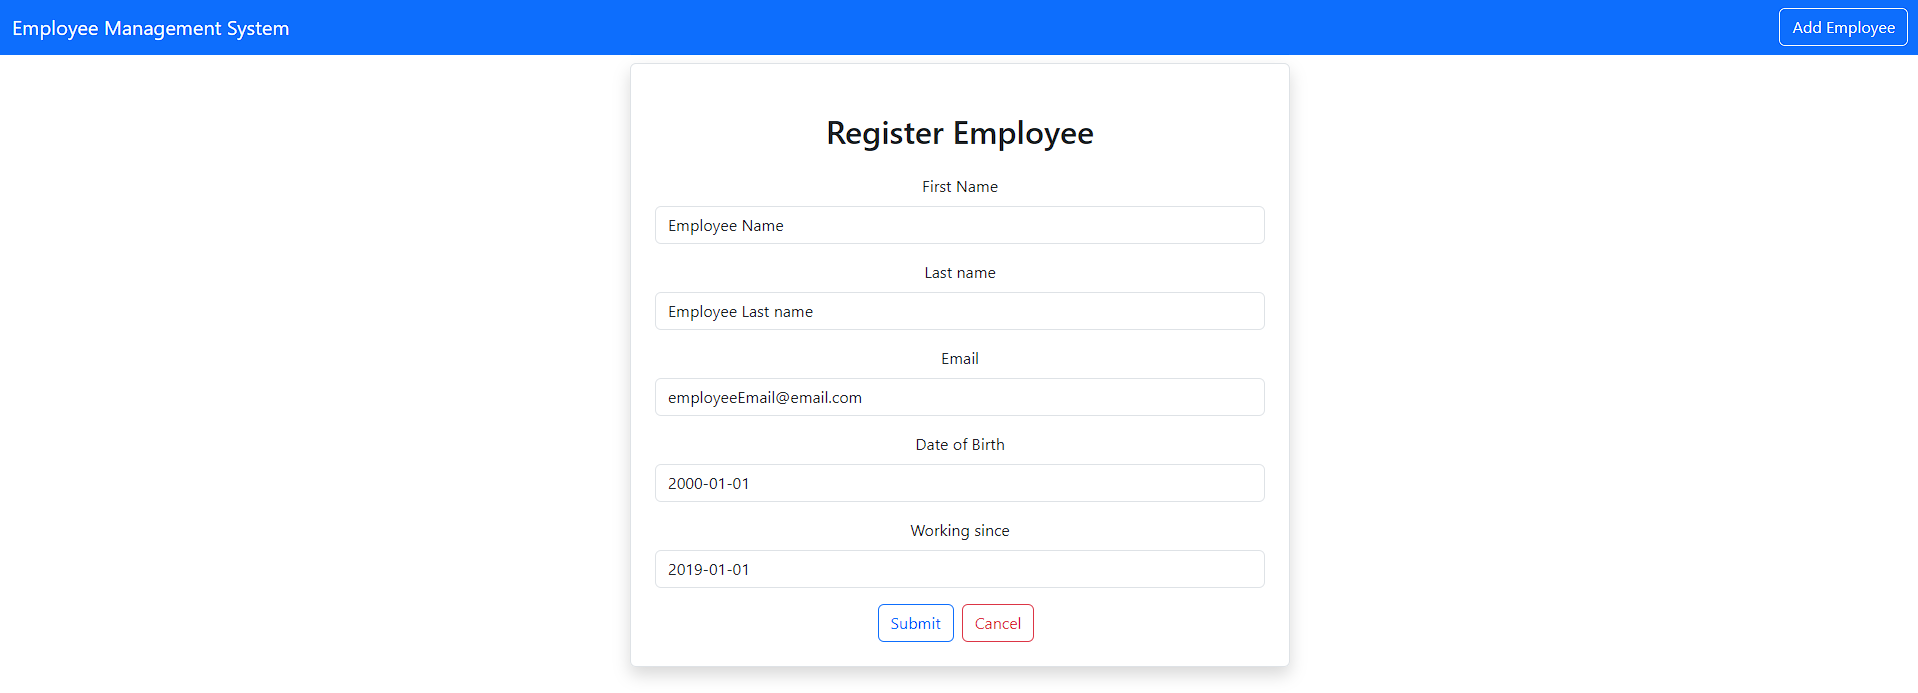 Employee Management System
Add Employee
Register Employee
First Name
Employee Name
Last name
Employee Last name
Email
employeeEmail@email.com
Date of Birth
2000-01-01
Working since
2019-01-01
Submit
Cancel